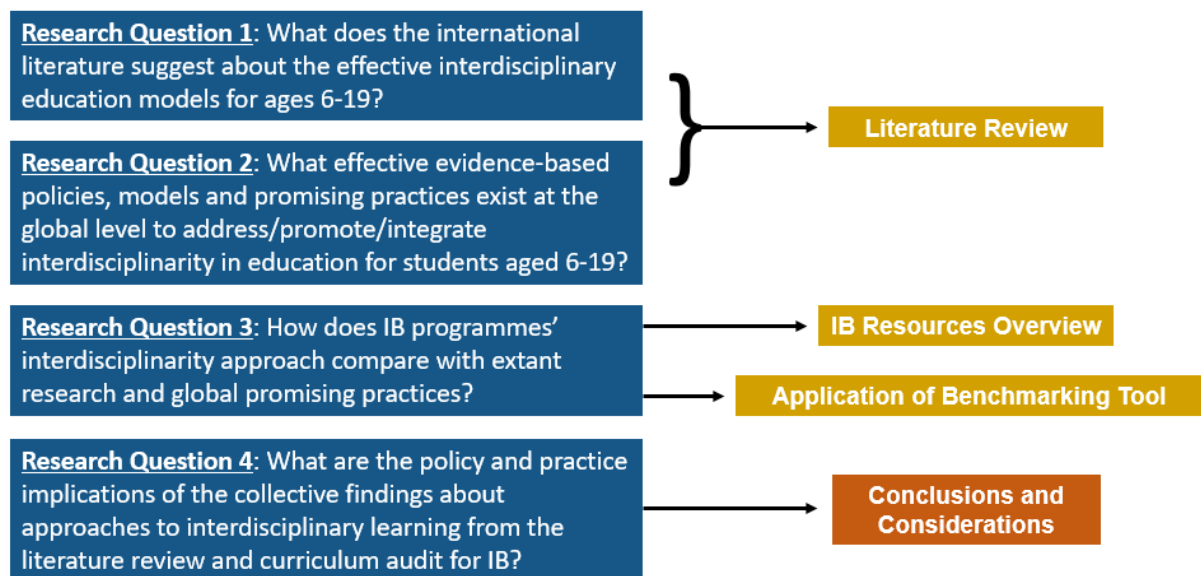 Research Question 1: What does the international
literature suggest about the effective interdisciplinary
education models for ages 6-19?
Research Question 2: What effective evidence-based
policies, models and promising practices exist at the
global level to address/promote/integrate
interdisciplinarity in education for students aged 6-19?
Literature Review
Research Question 3: How does IB programmes’
interdisciplinarity approach compare with extant
research and global promising practices?
IB Resources Overview
Application of Benchmarking Tool
Research Question 4: What are the policy and practice
implications of the collective findings about
approaches to interdisciplinary learning from the
literature review and curriculum audit for IB?
Conclusions and
Considerations